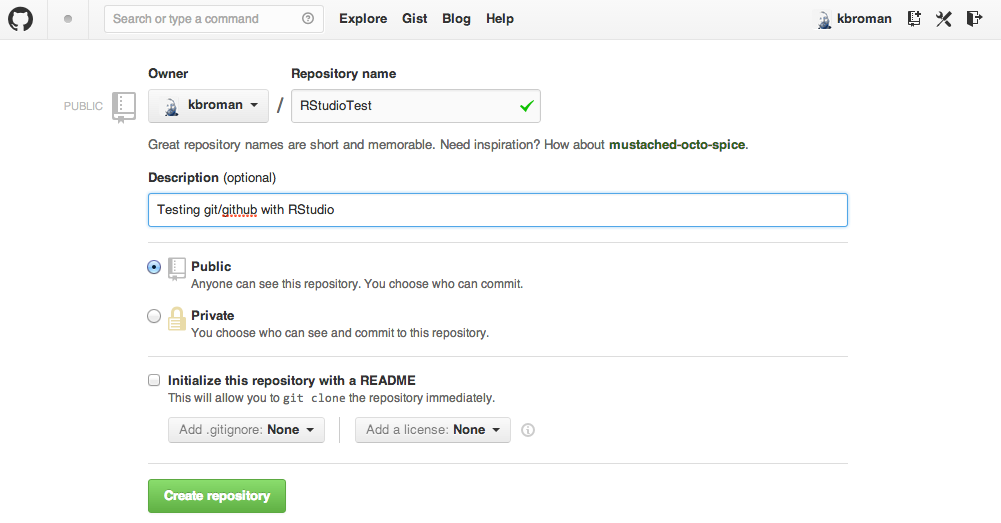 Search or type a command Explore Gist Blog Help kbroman
Owner Repository name
PUBLIC kbroman / RStudioTest
Great repository names are short and memorable. Need inspiration? How about mustached-octo-spice.
Description (optional)
Testing git/github with RStudio
Public
Anyone can see this repository. You choose who can commit.
Private
You choose who can see and commit to this repository.
Initialize this repository with a README
This will allow you to git clone the repository immediately.
Add .gitignore: None Add a license: None
Create repository